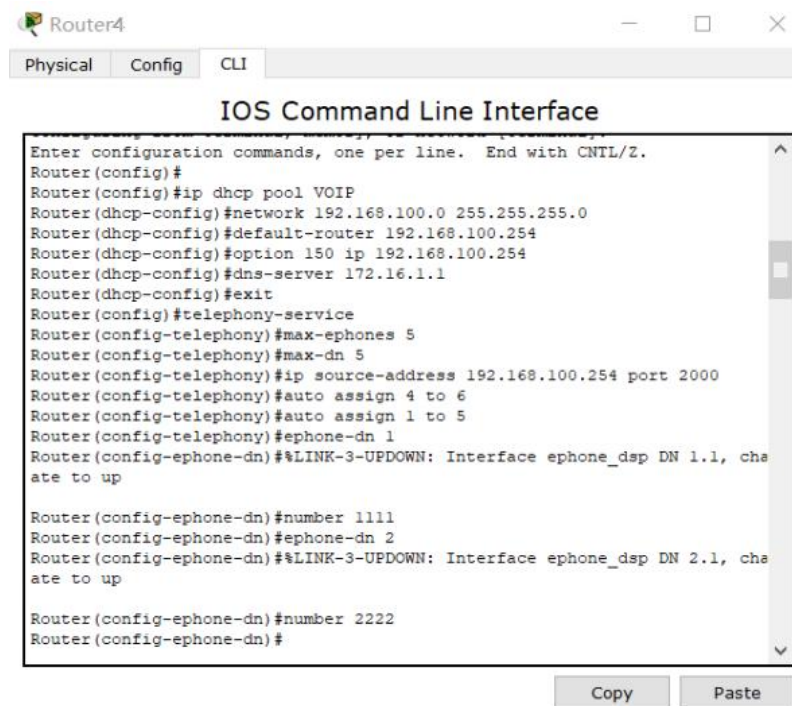 Router4
Physical Config CLI
IOS Command Line Interface
Enter configuration commands, one per line.  End with CNTL/Z.
Router(config)#
Router(config)#ip dhcp pool VOIP
Router(dhcp-config)#network 192.168.100.0 255.255.255.0
Router(dhcp-config)#default-router 192.168.100.254
Router(dhcp-config)#option 150 ip 192.168.100.254
Router(dhcp-config)#dns-server 172.16.1.1
Router(dhcp-config)#exit
Router(config)#telephony-service
Router(config-telephony)#max-ephones 5
Router(config-telephony)#max-dn 5
Router(config-telephony)#ip source-address 192.168.100.254 port 2000
Router(config-telephony)#auto assign 4 to 6
Router(config-telephony)#auto assign 1 to 5
Router(config-telephony)#ephone-dn 1
Router(config-ephone-dn)#%LINK-3-UPDOWN: Interface ephone_dsp DN 1.1, cha
ate to up
Router(config-ephone-dn)#number 1111
Router(config-ephone-dn)#ephone-dn 2
Router(config-ephone-dn)#%LINK-3-UPDOWN: Interface ephone_dsp DN 2.1, cha
ate to up
Router(config-ephone-dn)#number 2222
Router(config-ephone-dn)#
Copy Paste